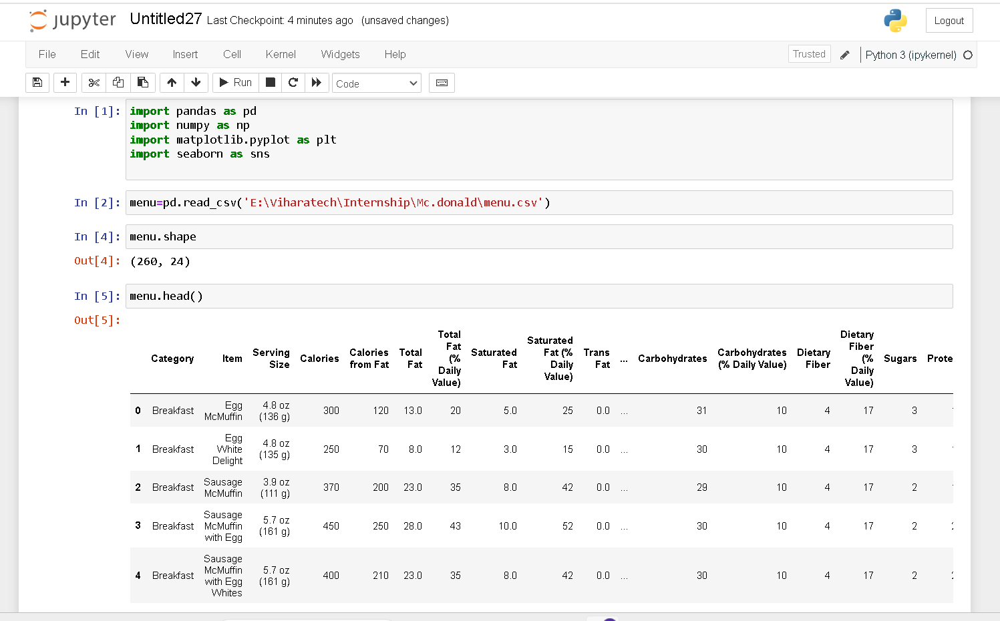 jupyter Untitled27 Last Checkpoint: 4 minutes ago (unsaved changes)
Logout
File Edit View Insert Cell Kernel Widgets Help
Trusted Python 3 (ipykernel)
Run Code
In [1]: import pandas as pd
import numpy as np
import matplotlib.pyplot as plt
import seaborn as sns
In [2]: menu=pd.read_csv('E:\Viharatech\Internship\Mc.donald\menu.csv')
In [4]: menu.shape
Out[4]: (260, 24)
In [5]: menu.head()
Out[5]:
Category Item Serving Size Calories Calories from Fat Total Fat Total Fat (% Daily Value) Saturated Fat Saturated Fat (% Daily Value) Trans Fat ... Carbohydrates Carbohydrates (% Daily Value) Dietary Fiber Dietary Fiber (% Daily Value) Sugars Prote
0 Breakfast Egg McMuffin 4.8 oz (136 g) 300 120 13.0 20 5.0 25 0.0 ... 31 10 4 17 3
1 Breakfast Egg White Delight 4.8 oz (135 g) 250 70 8.0 12 3.0 15 0.0 ... 30 10 4 17 3
2 Breakfast Sausage McMuffin 3.9 oz (111 g) 370 200 23.0 35 8.0 42 0.0 ... 29 10 4 17 2
3 Breakfast Sausage McMuffin with Egg 5.7 oz (161 g) 450 250 28.0 43 10.0 52 0.0 ... 30 10 4 17 2
4 Breakfast Sausage McMuffin with Egg Whites 5.7 oz (161 g) 400 210 23.0 35 8.0 42 0.0 ... 30 10 4 17 2